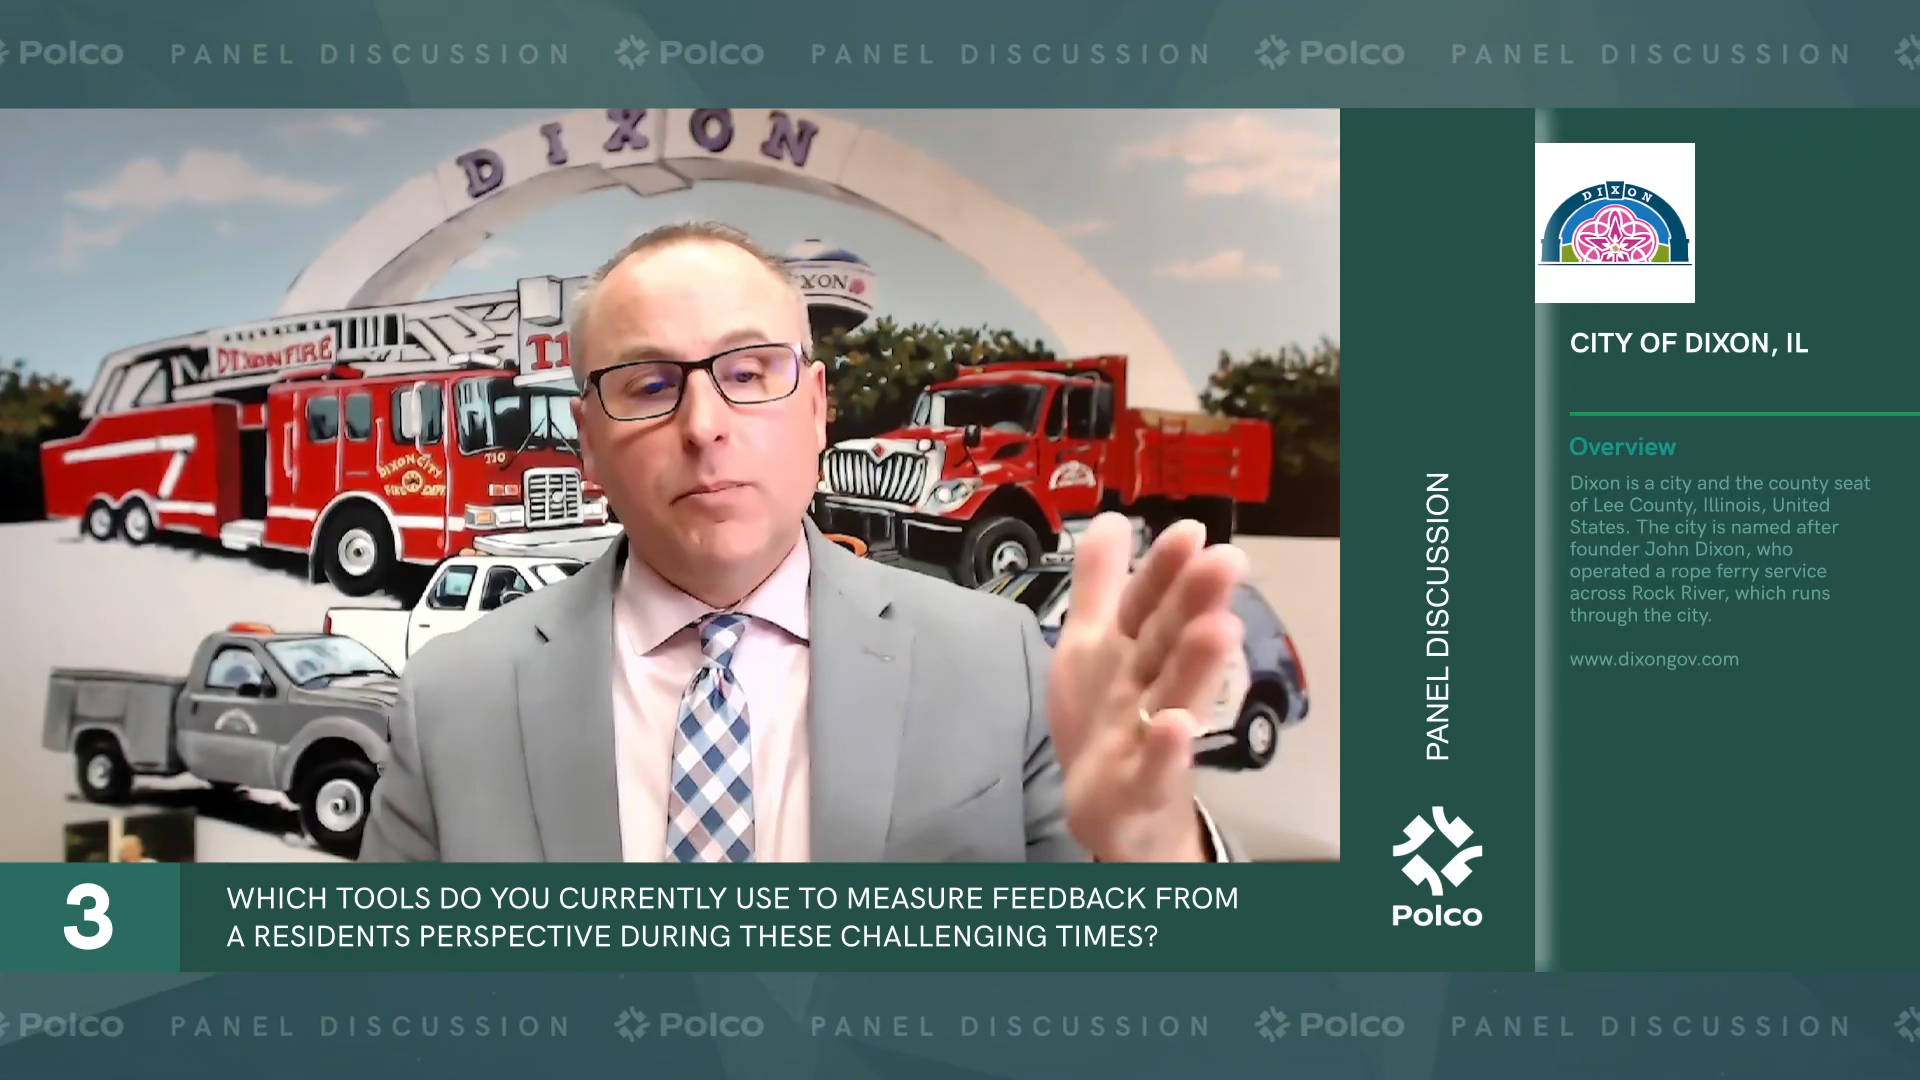 Polco PANEL DISCUSSION Polco PANEL DISCUSSION Polco PANEL DISCUSSION
DIXON
XON
DIXON FIRE
T1
DIXON CITY
FIRE DEPT
T10
DIXON
CITY OF DIXON, IL
Overview
Dixon is a city and the county seat
of Lee County, Illinois, United
States. The city is named after
founder John Dixon, who
operated a rope ferry service
across Rock River, which runs
through the city.
www.dixongov.com
PANEL DISCUSSION
Polco
3
WHICH TOOLS DO YOU CURRENTLY USE TO MEASURE FEEDBACK FROM
A RESIDENTS PERSPECTIVE DURING THESE CHALLENGING TIMES?
Polco PANEL DISCUSSION Polco PANEL DISCUSSION Polco PANEL DISCUSSION